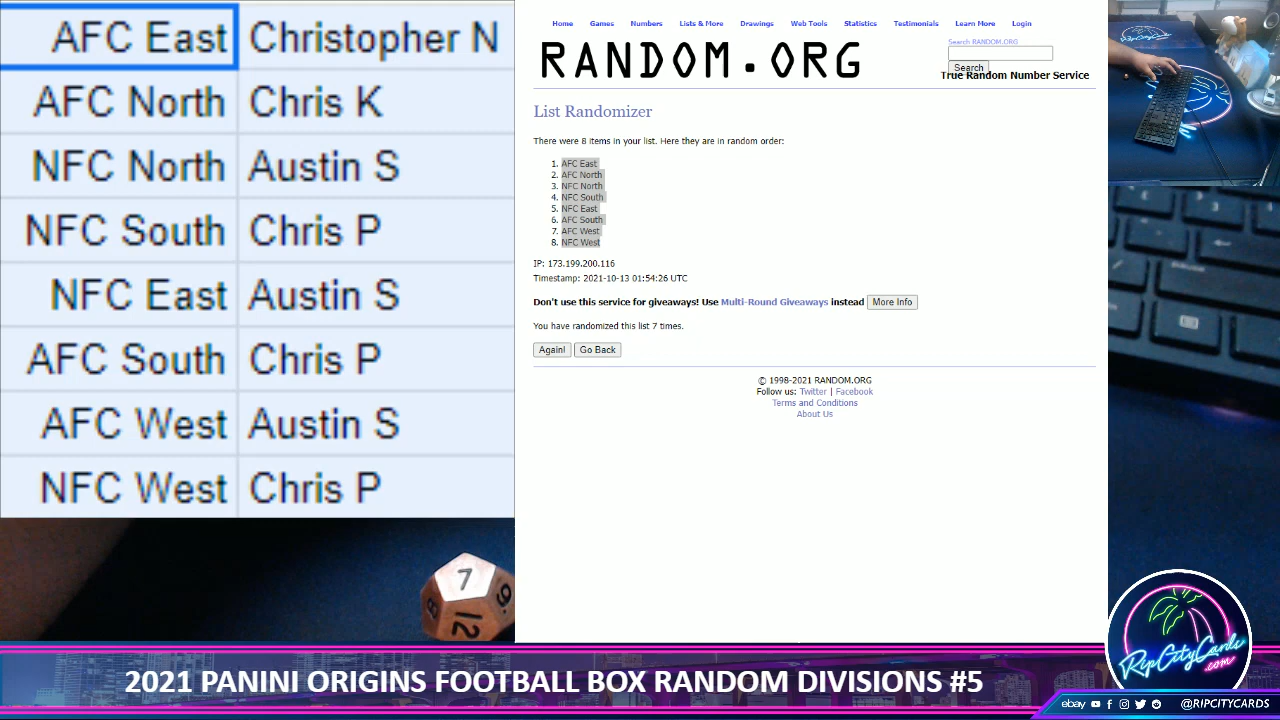 AFC East Christopher N
AFC North Chris K
NFC North Austin S
NFC South Chris P
NFC East Austin S
AFC South Chris P
AFC West Austin S
NFC West Chris P
Home Games Numbers Lists & More Drawings Web Tools Statistics Testimonials Learn More Login
RANDOM.ORG
Search RANDOM.ORG
Search
True Random Number Service
List Randomizer
There were 8 items in your list. Here they are in random order:
1. AFC East
2. AFC North
3. NFC North
4. NFC South
5. NFC East
6. AFC South
7. AFC West
8. NFC West
IP: 173.199.200.116
Timestamp: 2021-10-13 01:54:26 UTC
Don't use this service for giveaways! Use Multi-Round Giveaways instead More Info
You have randomized this list 7 times.
Again! Go Back
© 1998-2021 RANDOM.ORG
Follow us: Twitter | Facebook
Terms and Conditions
About Us
7
9
8
12
RipCityCards
.com
2021 PANINI ORIGINS FOOTBALL BOX RANDOM DIVISIONS #5
ebay @RIPCITYCARDS